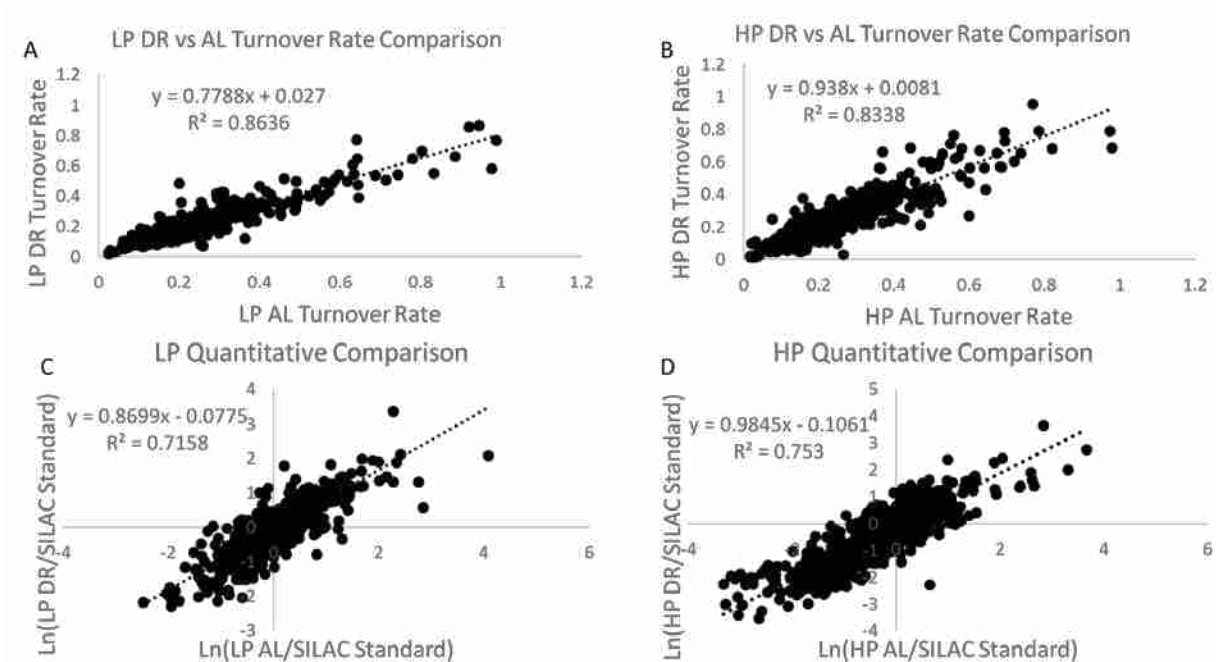 A
LP DR vs AL Turnover Rate Comparison
LP DR Turnover Rate
1.2
1
0.8
0.6
0.4
0.2
0
y = 0.7788x + 0.027
R² = 0.8636
0 0.2 0.4 0.6 0.8 1 1.2
LP AL Turnover Rate
B
HP DR vs AL Turnover Rate Comparison
HP DR Turnover Rate
1.2
1
0.8
0.6
0.4
0.2
0
y = 0.938x + 0.0081
R² = 0.8338
0 0.2 0.4 0.6 0.8 1 1.2
HP AL Turnover Rate
C
LP Quantitative Comparison
Ln(LP DR/SILAC Standard)
4
3
2
1
0
-1
-2
-3
y = 0.8699x - 0.0775
R² = 0.7158
-4 -2 0 2 4 6
Ln(LP AL/SILAC Standard)
D
HP Quantitative Comparison
Ln(HP DR/SILAC Standard)
5
4
3
2
1
0
-1
-2
-3
-4
y = 0.9845x - 0.1061
R² = 0.753
-4 -2 0 2 4 6
Ln(HP AL/SILAC Standard)